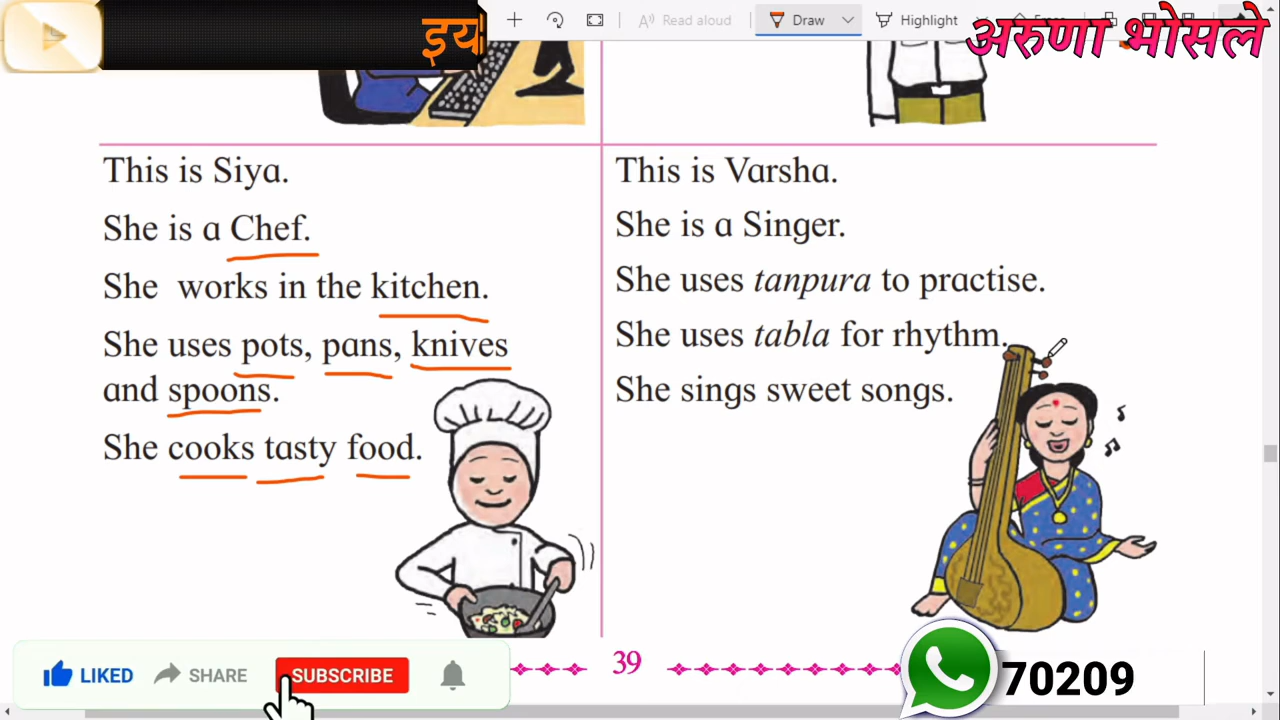 इय
Read aloud
Draw
Highlight
अरुणा भोसले
This is Siya.
She is a Chef.
She works in the kitchen.
She uses pots, pans, knives
and spoons.
She cooks tasty food.
This is Varsha.
She is a Singer.
She uses tanpura to practise.
She uses tabla for rhythm.
She sings sweet songs.
LIKED
SHARE
SUBSCRIBE
39
70209